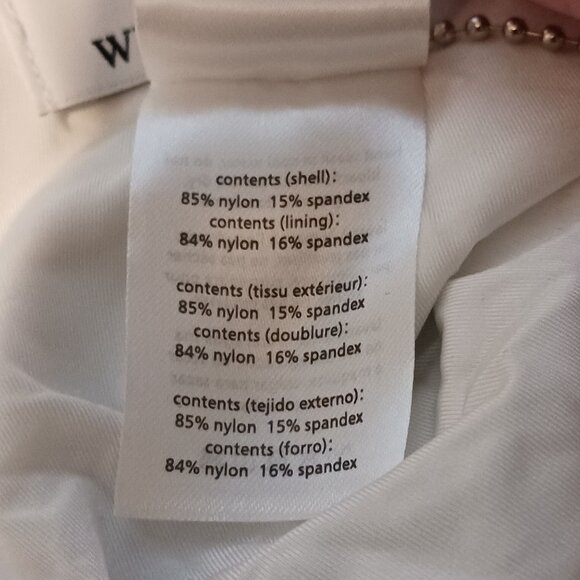 W
contents (shell):
85% nylon 15% spandex
contents (lining):
84% nylon 16% spandex
contents (tissu extérieur):
85% nylon 15% spandex
contents (doublure):
84% nylon 16% spandex
contents (tejido externo):
85% nylon 15% spandex
contents (forro):
84% nylon 16% spandex